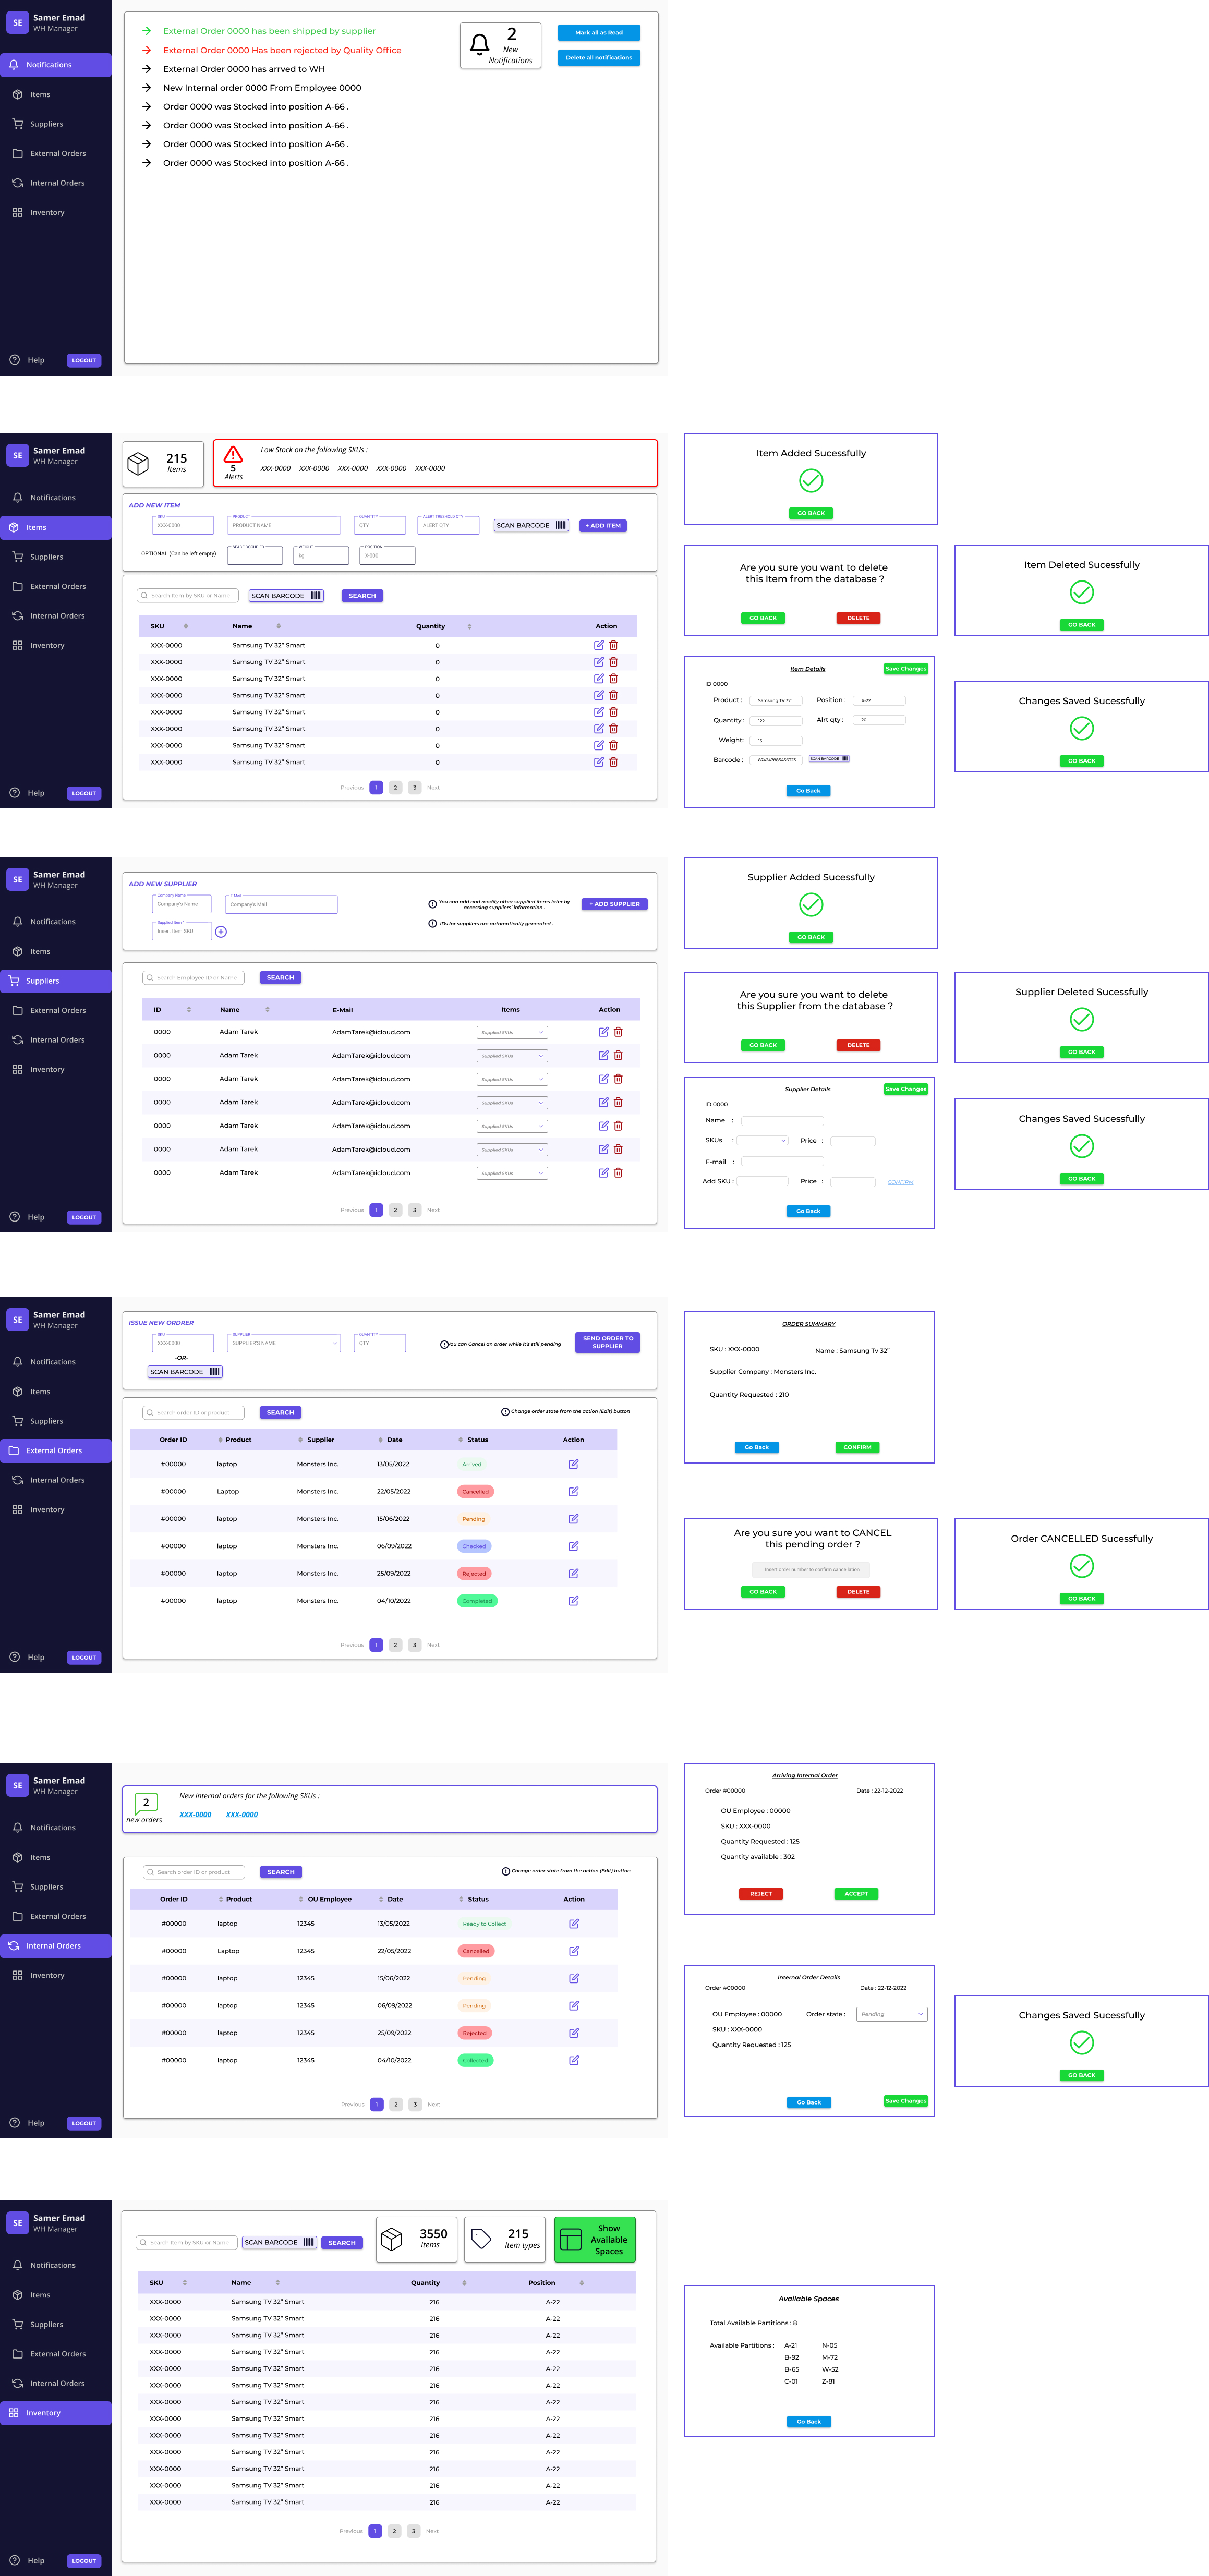 SE
Samer Emad
WH Manager
Notifications
Items
Suppliers
External Orders
Internal Orders
Inventory
Help
LOGOUT
External Order 0000 has been shipped by supplier
External Order 0000 Has been rejected by Quality Office
External Order 0000 has arrved to WH
New Internal order 0000 From Employee 0000
Order 0000 was Stocked into position A-66 .
Order 0000 was Stocked into position A-66 .
Order 0000 was Stocked into position A-66 .
Order 0000 was Stocked into position A-66 .
2
New
Notifications
Mark all as Read
Delete all notifications
SE
Samer Emad
WH Manager
Notifications
Items
Suppliers
External Orders
Internal Orders
Inventory
Help
LOGOUT
215
Items
5
Alerts
Low Stock on the following SKUs :
XXX-0000 XXX-0000 XXX-0000 XXX-0000 XXX-0000
ADD NEW ITEM
SKU PRODUCT QUANTITY ALERT TRESHOLD QTY
XXX-0000 PRODUCT NAME QTY ALERT QTY SCAN BARCODE + ADD ITEM
SPACE OCCUPIED WEIGHT POSITION
OPTIONAL (Can be left empty) kg
Search Item by SKU or Name SCAN BARCODE SEARCH
SKU Name Quantity Action
XXX-0000 Samsung TV 32” Smart 0
XXX-0000 Samsung TV 32” Smart 0
XXX-0000 Samsung TV 32” Smart 0
XXX-0000 Samsung TV 32” Smart 0
XXX-0000 Samsung TV 32” Smart 0
XXX-0000 Samsung TV 32” Smart 0
XXX-0000 Samsung TV 32” Smart 0
XXX-0000 Samsung TV 32” Smart 0
Previous 1 2 3 Next
Item Added Sucessfully
GO BACK
Are you sure you want to delete
this Item from the database ?
GO BACK DELETE
Item Deleted Sucessfully
GO BACK
Item Details Save Changes
ID 0000
Product : Samsung TV 32” Position : A-22
Quantity : 122 Alrt qty : 20
Weight: 15
Barcode : SCAN BARCODE
Go Back
Changes Saved Sucessfully
GO BACK
SE
Samer Emad
WH Manager
Notifications
Items
Suppliers
External Orders
Internal Orders
Inventory
Help
LOGOUT
ADD NEW SUPPLIER
Company Name E-Mail
Company's Name Company's Mail
Supplied Item 1
Insert Item SKU
You can add and modify other supplied Items later by
accessing suppliers' information .
IDs for suppliers are automatically generated .
+ ADD SUPPLIER
Search Employee ID or Name SEARCH
ID Name E-Mail Items Action
0000 Adam Tarek AdamTarek@icloud.com Supplied SKUs
0000 Adam Tarek AdamTarek@icloud.com Supplied SKUs
0000 Adam Tarek AdamTarek@icloud.com Supplied SKUs
0000 Adam Tarek AdamTarek@icloud.com Supplied SKUs
0000 Adam Tarek AdamTarek@icloud.com Supplied SKUs
0000 Adam Tarek AdamTarek@icloud.com Supplied SKUs
0000 Adam Tarek AdamTarek@icloud.com Supplied SKUs
Previous 1 2 3 Next
Supplier Added Sucessfully
GO BACK
Are you sure you want to delete
this Supplier from the database ?
GO BACK DELETE
Supplier Deleted Sucessfully
GO BACK
Supplier Details Save Changes
ID 0000
Name :
SKUs : Price :
E-mail :
Add SKU : Price : CONFIRM
Go Back
Changes Saved Sucessfully
GO BACK
SE
Samer Emad
WH Manager
Notifications
Items
Suppliers
External Orders
Internal Orders
Inventory
Help
LOGOUT
ISSUE NEW ORDRER
SKU SUPPLIER QUANTITY
XXX-0000 SUPPLIER'S NAME QTY
-OR-
SCAN BARCODE
You can Cancel an order while it's still pending
SEND ORDER TO
SUPPLIER
Search order ID or product SEARCH
Change order state from the action (Edit) button
Order ID Product Supplier Date Status Action
#00000 laptop Monsters Inc. 13/05/2022 Arrived
#00000 Laptop Monsters Inc. 22/05/2022 Cancelled
#00000 laptop Monsters Inc. 15/06/2022 Pending
#00000 laptop Monsters Inc. 06/09/2022 Checked
#00000 laptop Monsters Inc. 25/09/2022 Rejected
#00000 laptop Monsters Inc. 04/10/2022 Completed
Previous 1 2 3 Next
ORDER SUMMARY
SKU : XXX-0000 Name : Samsung Tv 32”
Supplier Company : Monsters Inc.
Quantity Requested : 210
Go Back CONFIRM
Are you sure you want to CANCEL
this pending order ?
Insert order number to confirm cancellation
GO BACK DELETE
Order CANCELLED Sucessfully
GO BACK
SE
Samer Emad
WH Manager
Notifications
Items
Suppliers
External Orders
Internal Orders
Inventory
Help
LOGOUT
2
new orders
New Internal orders for the following SKUs :
XXX-0000 XXX-0000
Search order ID or product SEARCH
Change order state from the action (Edit) button
Order ID Product OU Employee Date Status Action
#00000 laptop 12345 13/05/2022 Ready to Collect
#00000 Laptop 12345 22/05/2022 Cancelled
#00000 laptop 12345 15/06/2022 Pending
#00000 laptop 12345 06/09/2022 Pending
#00000 laptop 12345 25/09/2022 Rejected
#00000 laptop 12345 04/10/2022 Collected
Previous 1 2 3 Next
Arriving Internal Order
Order #00000 Date : 22-12-2022
OU Employee : 00000
SKU : XXX-0000
Quantity Requested : 125
Quantity available : 302
REJECT ACCEPT
Internal Order Details
Order #00000 Date : 22-12-2022
OU Employee : 00000 Order state : Pending
SKU : XXX-0000
Quantity Requested : 125
Go Back Save Changes
Changes Saved Sucessfully
GO BACK
SE
Samer Emad
WH Manager
Notifications
Items
Suppliers
External Orders
Internal Orders
Inventory
Help
LOGOUT
Search Item by SKU or Name SCAN BARCODE SEARCH
3550
Items
215
Item types
Show
Available
Spaces
SKU Name Quantity Position
XXX-0000 Samsung TV 32” Smart 216 A-22
XXX-0000 Samsung TV 32” Smart 216 A-22
XXX-0000 Samsung TV 32” Smart 216 A-22
XXX-0000 Samsung TV 32” Smart 216 A-22
XXX-0000 Samsung TV 32” Smart 216 A-22
XXX-0000 Samsung TV 32” Smart 216 A-22
XXX-0000 Samsung TV 32” Smart 216 A-22
XXX-0000 Samsung TV 32” Smart 216 A-22
XXX-0000 Samsung TV 32” Smart 216 A-22
XXX-0000 Samsung TV 32” Smart 216 A-22
XXX-0000 Samsung TV 32” Smart 216 A-22
XXX-0000 Samsung TV 32” Smart 216 A-22
XXX-0000 Samsung TV 32” Smart 216 A-22
Previous 1 2 3 Next
Available Spaces
Total Available Partitions : 8
Available Partitions : A-21 N-05
B-92 M-72
B-65 W-52
C-01 Z-81
Go Back